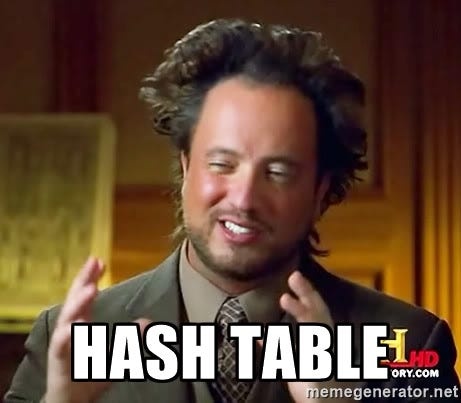 HASH TABLE
HD
ORY.COM
memegenerator.net